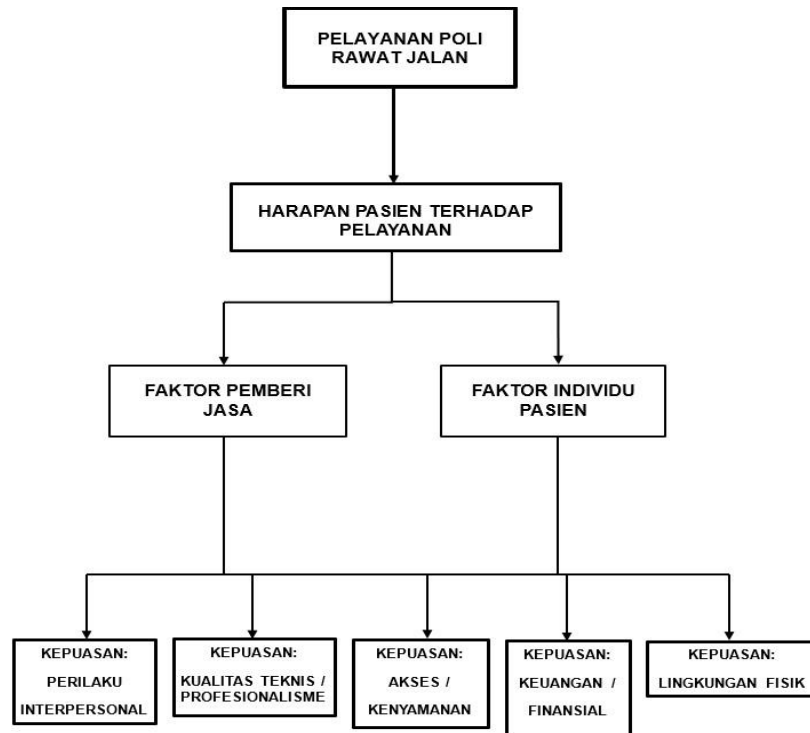 PELAYANAN POLI
RAWAT JALAN
HARAPAN PASIEN TERHADAP
PELAYANAN
FAKTOR PEMBERI
JASA
FAKTOR INDIVIDU
PASIEN
KEPUASAN:
PERILAKU
INTERPERSONAL
KEPUASAN:
KUALITAS TEKNIS /
PROFESIONALISME
KEPUASAN:
AKSES /
KENYAMANAN
KEPUASAN:
KEUANGAN /
FINANSIAL
KEPUASAN:
LINGKUNGAN FISIK